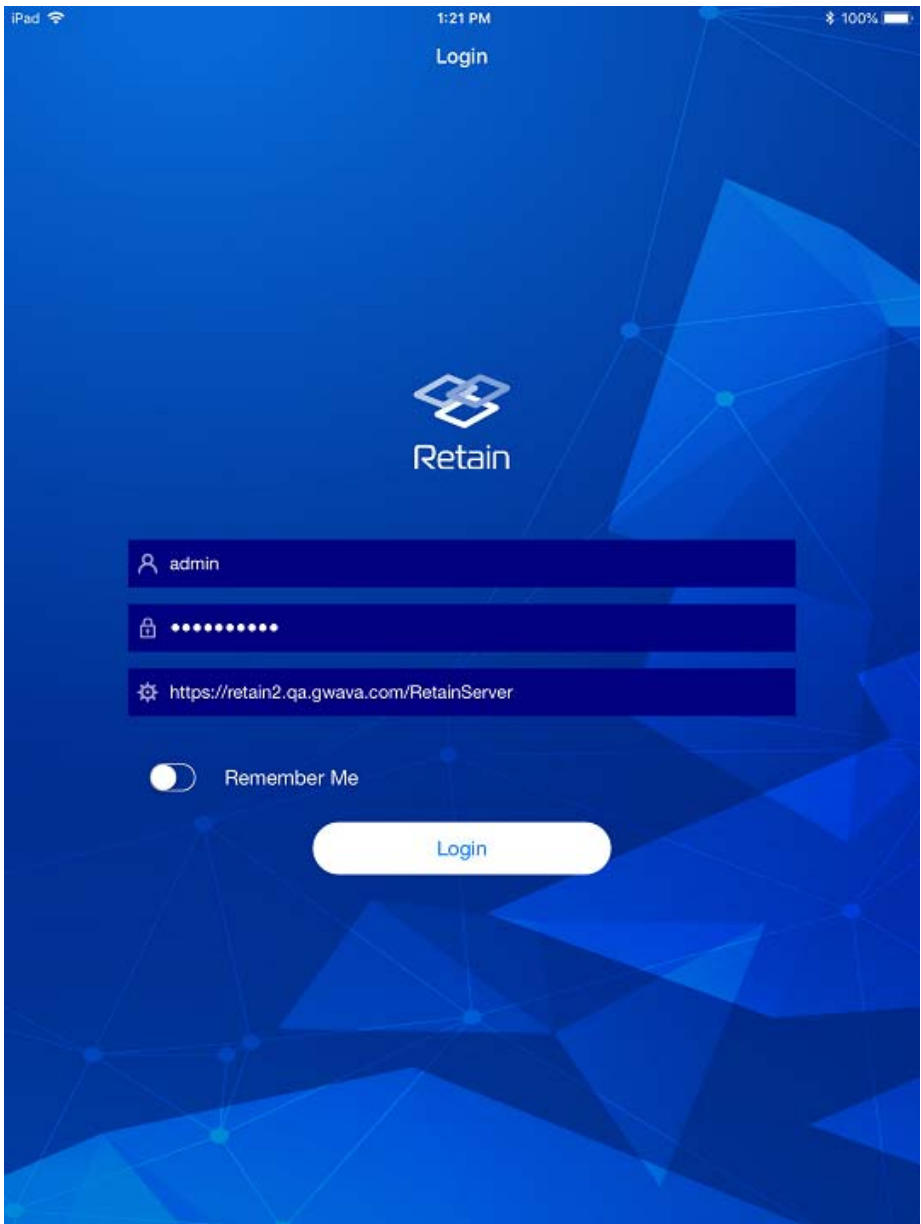 iPad 1:21 PM 100%
Login
Retain
admin
••••••••••
https://retain2.qa.gwava.com/RetainServer
Remember Me
Login